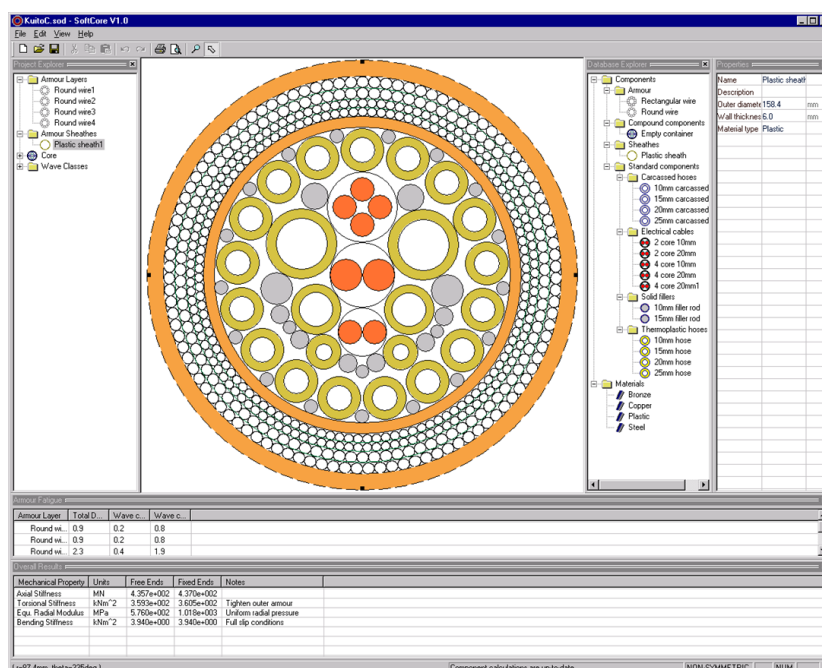 KuitoC.sod - SoftCore V1.0
File Edit View Help
Project Explorer
Armour Layers
Round wire1
Round wire2
Round wire3
Round wire4
Armour Sheathes
Plastic sheath1
Core
Wave Classes
Database Explorer
Components
Armour
Rectangular wire
Round wire
Compound components
Empty container
Sheathes
Plastic sheath
Standard components
Carcassed hoses
10mm carcassed
15mm carcassed
20mm carcassed
25mm carcassed
Electrical cables
2 core 10mm
2 core 20mm
4 core 10mm
4 core 20mm
4 core 20mm1
Solid fillers
10mm filler rod
15mm filler rod
Thermoplastic hoses
10mm hose
15mm hose
20mm hose
25mm hose
Materials
Bronze
Copper
Plastic
Steel
Properties
Name Plastic sheath
Description
Outer diamete 158.4 mm
Wall thicknes 6.0 mm
Material type Plastic
Armour Fatigue
Armour Layer Total D... Wave c... Wave c...
Round wi... 0.9 0.2 0.8
Round wi... 0.9 0.2 0.8
Round wi... 2.3 0.4 1.9
Overall Results
Mechanical Property Units Free Ends Fixed Ends Notes
Axial Stiffness MN 4.357e+002 4.370e+002
Torsional Stiffness kNm^2 3.593e+002 3.605e+002 Tighten outer armour
Equ. Radial Modulus MPa 5.760e+002 1.018e+003 Uniform radial pressure
Bending Stiffness kNm^2 3.940e+000 3.940e+000 Full slip conditions
Component calculations are up to date NON-SYMMETRIC NUM